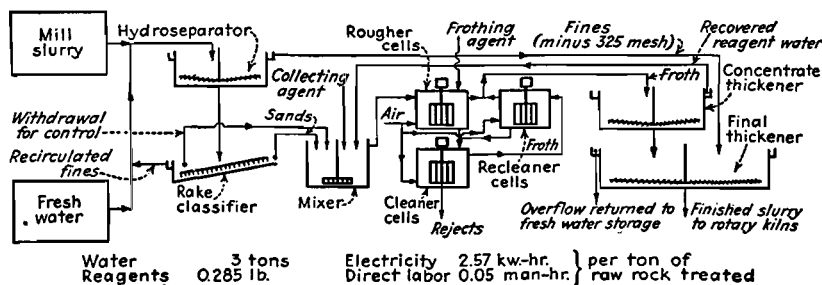 Mill
slurry
Hydroseparator
Rougher
cells
Frothing
agent
Fines
(minus 325 mesh)
Recovered
reagent
water
Collecting
agent
Froth
Concentrate
thickener
Withdrawal
for control
Sands
Air
Final
thickener
Recirculated
fines
Froth
Recleaner
cells
Fresh
water
Rake
classifier
Mixer
Cleaner
cells
Rejects
Overflow returned to
fresh water storage
Finished slurry
to rotary kilns
Water 3 tons
Reagents 0.285 lb.
Electricity 2.57 kw.-hr.
Direct labor 0.05 man-hr.
per ton of
raw rock treated